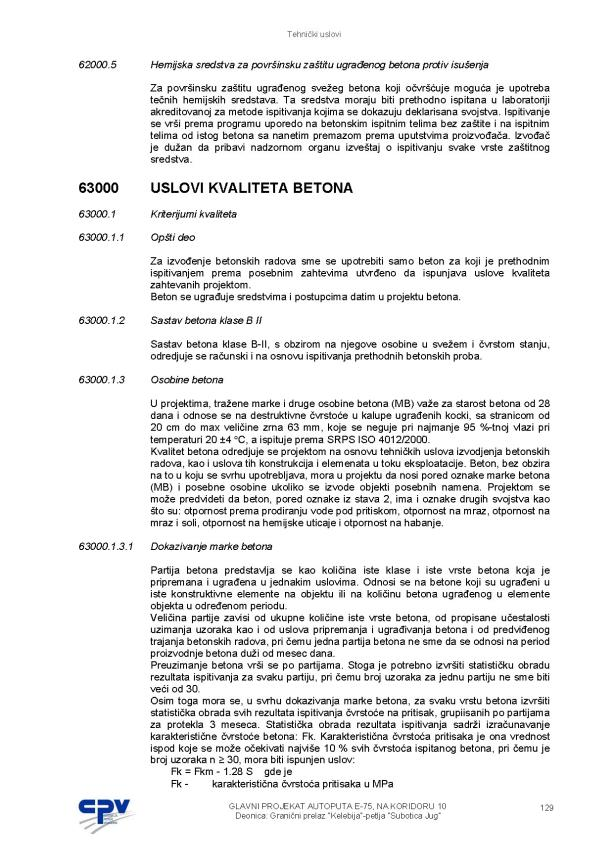 Tehnički uslovi
62000.5 Hemijska sredstva za površinsku zaštitu ugrađenog betona protiv isušenja
Za površinsku zaštitu ugrađenog svežeg betona koji očvršćuje moguća je upotreba
tečnih hemijskih sredstava. Ta sredstva moraju biti prethodno ispitana u laboratoriji
akreditovanoj za metode ispitivanja kojima se dokazuju deklarisana svojstva. Ispitivanje
se vrši prema programu uporedo na betonskim ispitnim telima bez zaštite i na ispitnim
telima od istog betona sa nanetim premazom prema uputstvima proizvođača. Izvođač
je dužan da pribavi nadzornom organu izveštaj o ispitivanju svake vrste zaštitnog
sredstva.
63000 USLOVI KVALITETA BETONA
63000.1 Kriterijumi kvaliteta
63000.1.1 Opšti deo
Za izvođenje betonskih radova sme se upotrebiti samo beton za koji je prethodnim
ispitivanjem prema posebnim zahtevima utvrđeno da ispunjava uslove kvaliteta
zahtevanih projektom.
Beton se ugrađuje sredstvima i postupcima datim u projektu betona.
63000.1.2 Sastav betona klase B II
Sastav betona klase B-II, s obzirom na njegove osobine u svežem i čvrstom stanju,
odredjuje se računski i na osnovu ispitivanja prethodnih betonskih proba.
63000.1.3 Osobine betona
U projektima, tražene marke i druge osobine betona (MB) važe za starost betona od 28
dana i odnose se na destruktivne čvrstoće u kalupe ugrađenih kocki, sa stranicom od
20 cm do max veličine zrna 63 mm, koje se neguje pri najmanje 95 %-tnoj vlazi pri
temperaturi 20 ±4 °C, a ispituje prema SRPS ISO 4012/2000.
Kvalitet betona odredjuje se projektom na osnovu tehničkih uslova izvodjenja betonskih
radova, kao i uslova tih konstrukcija i elemenata u toku eksploatacije. Beton, bez obzira
na to u koju se svrhu upotrebljava, mora u projektu da nosi pored oznake marke betona
(MB) i posebne osobine ukoliko se izvode objekti posebnih namena. Projektom se
može predvideti da beton, pored oznake iz stava 2, ima i oznake drugih svojstva kao
što su: otpornost prema prodiranju vode pod pritiskom, otpornost na mraz, otpornost na
mraz i soli, otpornost na hemijske uticaje i otpornost na habanje.
63000.1.3.1 Dokazivanje marke betona
Partija betona predstavlja se kao količina iste klase i iste vrste betona koja je
pripremana i ugrađena u jednakim uslovima. Odnosi se na betone koji su ugrađeni u
iste konstruktivne elemente na objektu ili na količinu betona ugrađenog u elemente
objekta u određenom periodu.
Veličina partije zavisi od ukupne količine iste vrste betona, od propisane učestalosti
uzimanja uzoraka kao i od uslova pripremanja i ugrađivanja betona i od predviđenog
trajanja betonskih radova, pri čemu jedna partija betona ne sme da se odnosi na period
proizvodnje betona duži od mesec dana.
Preuzimanje betona vrši se po partijama. Stoga je potrebno izvršiti statističku obradu
rezultata ispitivanja za svaku partiju, pri čemu broj uzoraka za jednu partiju ne sme biti
veći od 30.
Osim toga mora se, u svrhu dokazivanja marke betona, za svaku vrstu betona izvršiti
statistička obrada svih rezultata ispitivanja čvrstoće na pritisak, grupiisanih po partijama
za protekla 3 meseca. Statistička obrada rezultata ispitivanja sadrži izračunavanje
karakteristične čvrstoće betona: Fk. Karakteristična čvrstoća pritisaka je ona vrednost
ispod koje se može očekivati najviše 10 % svih čvrstoća ispitanog betona, pri čemu je
broj uzoraka n ≥ 30, mora biti ispunjen uslov:
Fk = Fkm - 1.28 S gde je
Fk - karakteristična čvrstoća pritisaka u MPa
CPV
GLAVNI PROJEKAT AUTOPUTA E-75, NA KORIDORU 10
Deonica: Granični prelaz "Kelebija"-petlja "Subotica Jug"
129